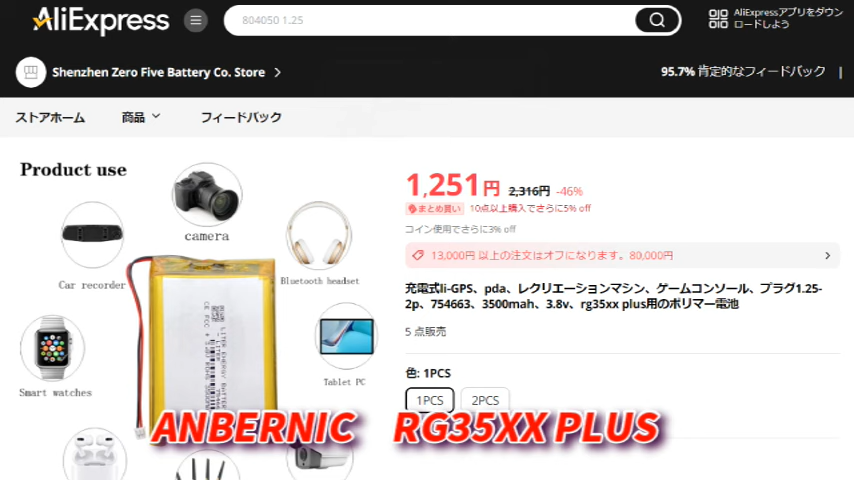 AliExpress
804050 1.25
AliExpressアプリをダウン
ロードしよう
Shenzhen Zero Five Battery Co. Store
95.7% 肯定的なフィードバック
ストアホーム 商品 フィードバック
Product use
camera
Car recorder
Bluetooth headset
Smart watches
Tablet PC
LITER ENERGY BATTERY
1,251円 2,316円 -46%
まとめ買い 10点以上購入でさらに5% off
コイン使用でさらに3% off
13,000円 以上の注文はオフになります。80,000円
充電式li-GPS、pda、レクリエーションマシン、ゲームコンソール、プラグ1.25-
2p、754663、3500mah、3.8v、rg35xx plus用のポリマー電池
5 点販売
色: 1PCS
1PCS 2PCS
ANBERNIC RG35XX PLUS